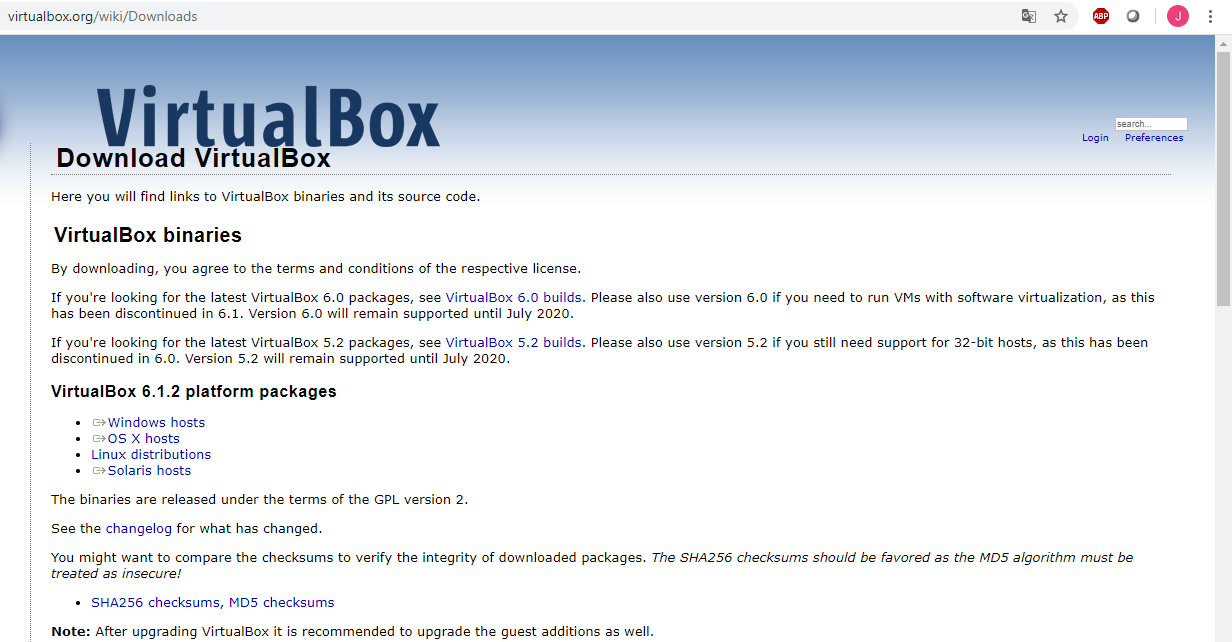 virtualbox.org/wiki/Downloads
ABP
J
VirtualBox
search...
Login Preferences
Download VirtualBox
Here you will find links to VirtualBox binaries and its source code.
VirtualBox binaries
By downloading, you agree to the terms and conditions of the respective license.
If you're looking for the latest VirtualBox 6.0 packages, see VirtualBox 6.0 builds. Please also use version 6.0 if you need to run VMs with software virtualization, as this
has been discontinued in 6.1. Version 6.0 will remain supported until July 2020.
If you're looking for the latest VirtualBox 5.2 packages, see VirtualBox 5.2 builds. Please also use version 5.2 if you still need support for 32-bit hosts, as this has been
discontinued in 6.0. Version 5.2 will remain supported until July 2020.
VirtualBox 6.1.2 platform packages
Windows hosts
OS X hosts
Linux distributions
Solaris hosts
The binaries are released under the terms of the GPL version 2.
See the changelog for what has changed.
You might want to compare the checksums to verify the integrity of downloaded packages. The SHA256 checksums should be favored as the MD5 algorithm must be
treated as insecure!
SHA256 checksums, MD5 checksums
Note: After upgrading VirtualBox it is recommended to upgrade the guest additions as well.